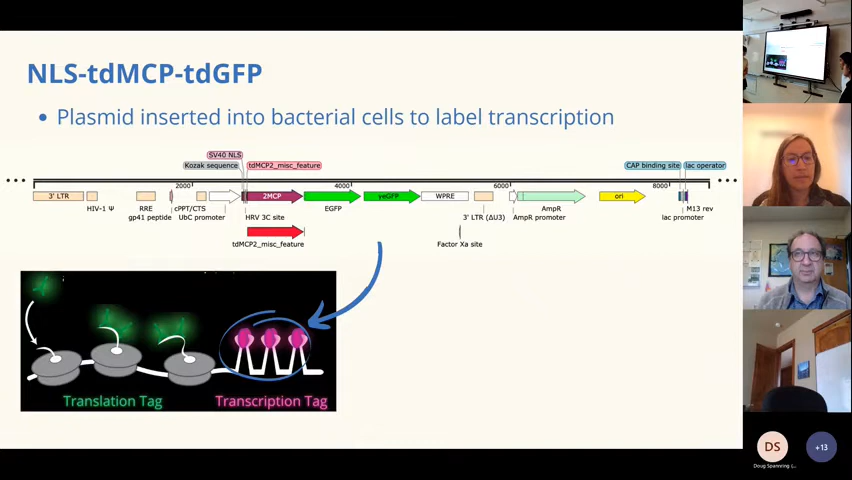 NLS-tdMCP-tdGFP
• Plasmid inserted into bacterial cells to label transcription
SV40 NLS
Kozak sequence
tdMCP2_misc_feature
CAP binding site
lac operator
2000
4000
6000
8000
3' LTR
2MCP
yeGFP
WPRE
ori
HIV-1 Ψ
RRE
cPPT/CTS
HRV 3C site
EGFP
3' LTR (ΔU3)
AmpR
M13 rev
gp41 peptide
UbC promoter
AmpR promoter
lac promoter
tdMCP2_misc_feature
Factor Xa site
Translation Tag
Transcription Tag
DS
+13